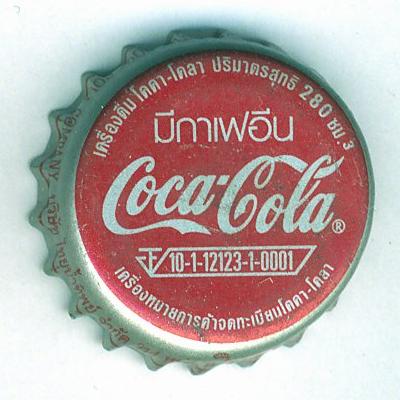 เครื่องดื่ม โคคา-โคลา ปริมาตรสุทธิ 280 ซม 3
มีกาเฟอีน
Coca-Cola®
10-1-12123-1-0001
เครื่องหมายการค้าจดทะเบียนโคคา-โคลา